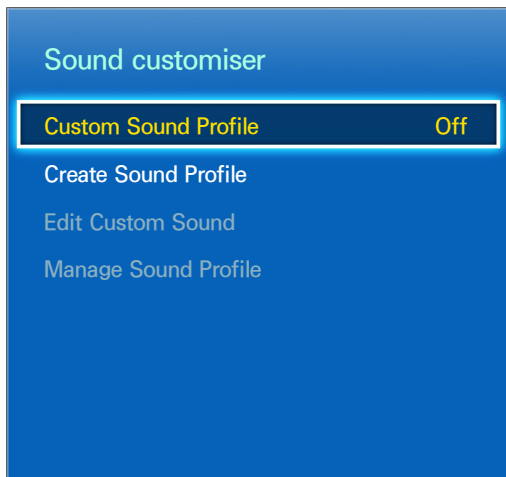 Sound customiser
Custom Sound Profile Off
Create Sound Profile
Edit Custom Sound
Manage Sound Profile